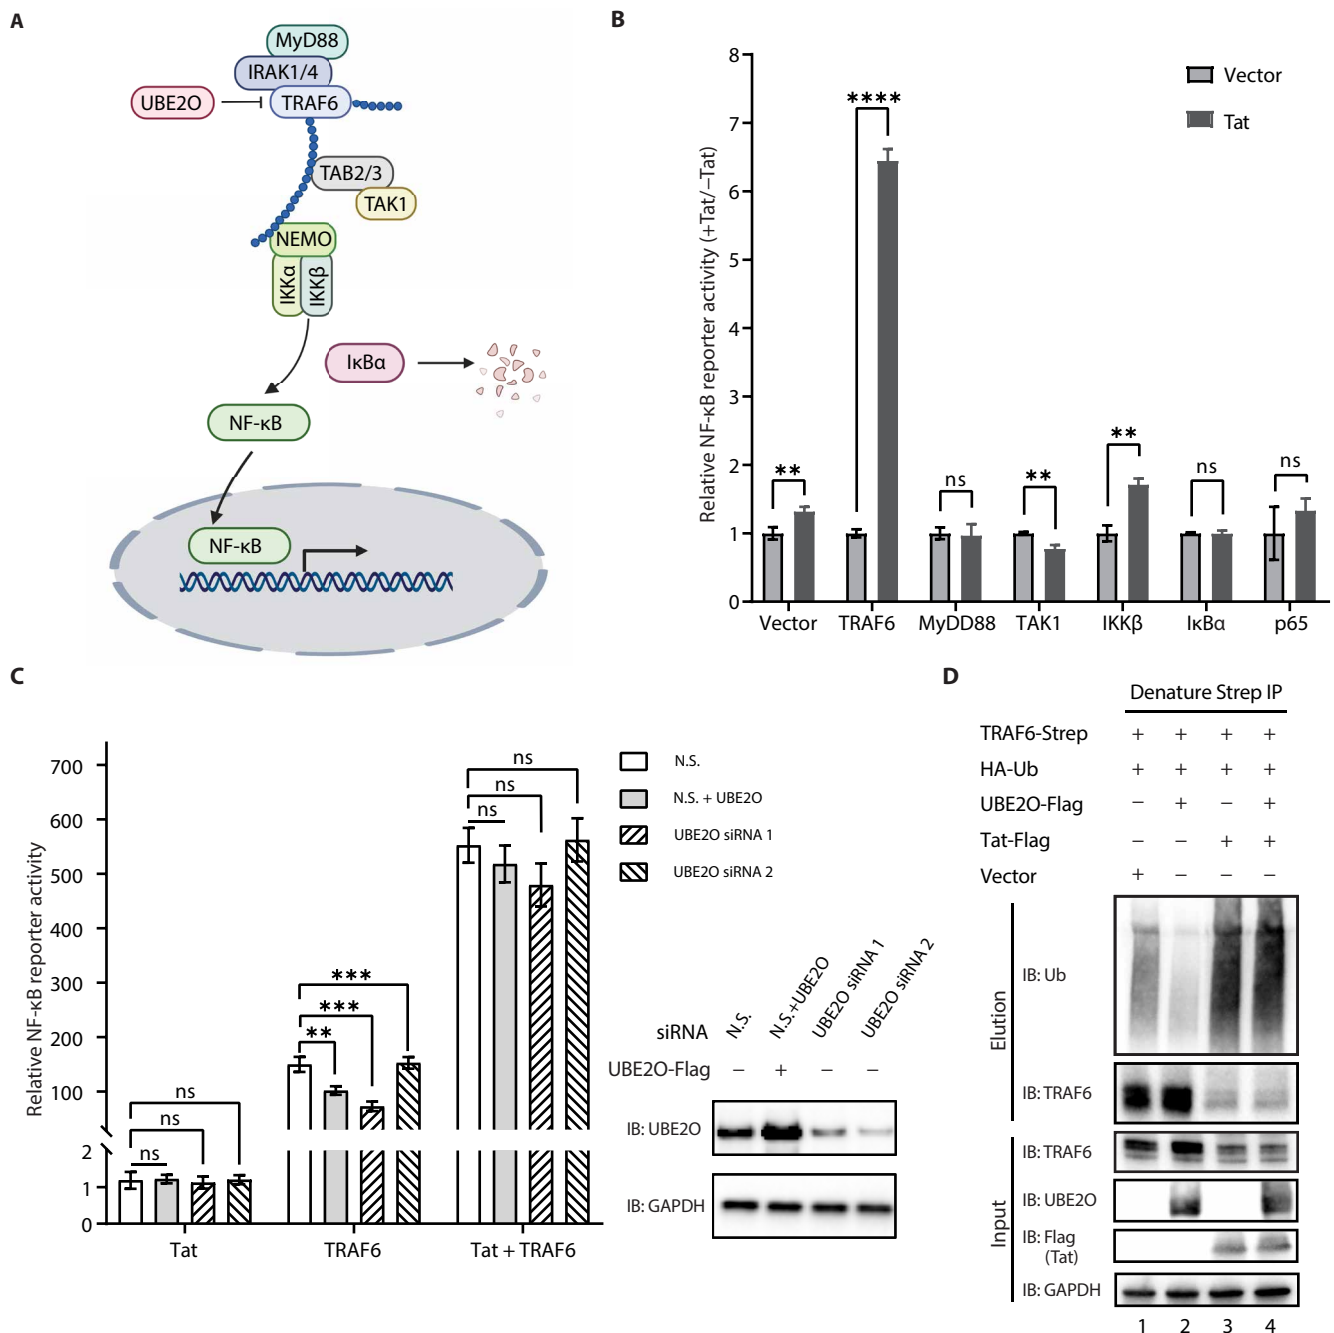 A
MyD88
IRAK1/4
UBE2O
TRAF6
TAB2/3
TAK1
NEMO
IKKα
IKKβ
IκBα
NF-κB
NF-κB
B
Relative NF-κB reporter activity (+Tat/−Tat)
8
7
6
5
4
3
2
1
0
Vector
Tat
**
****
ns
**
**
ns
ns
Vector TRAF6 MyDD88 TAK1 IKKβ IκBα p65
C
Relative NF-κB reporter activity
700
600
500
400
300
200
100
2
1
0
ns
ns
ns
***
***
**
ns
ns
ns
Tat TRAF6 Tat + TRAF6
N.S.
N.S. + UBE2O
UBE2O siRNA 1
UBE2O siRNA 2
siRNA N.S. N.S.+UBE2O UBE2O siRNA 1 UBE2O siRNA 2
UBE2O-Flag − + − −
IB: UBE2O
IB: GAPDH
D
Denature Strep IP
TRAF6-Strep + + + +
HA-Ub + + + +
UBE2O-Flag − + − +
Tat-Flag − − + +
Vector + − − −
Elution
IB: Ub
IB: TRAF6
Input
IB: TRAF6
IB: UBE2O
IB: Flag
(Tat)
IB: GAPDH
1 2 3 4